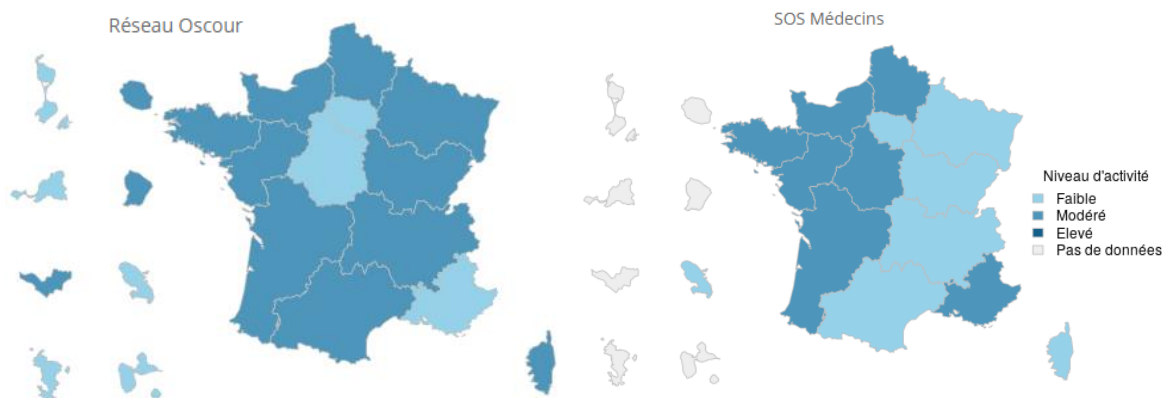 Réseau Oscour
SOS Médecins
Niveau d'activité
Faible
Modéré
Elevé
Pas de données